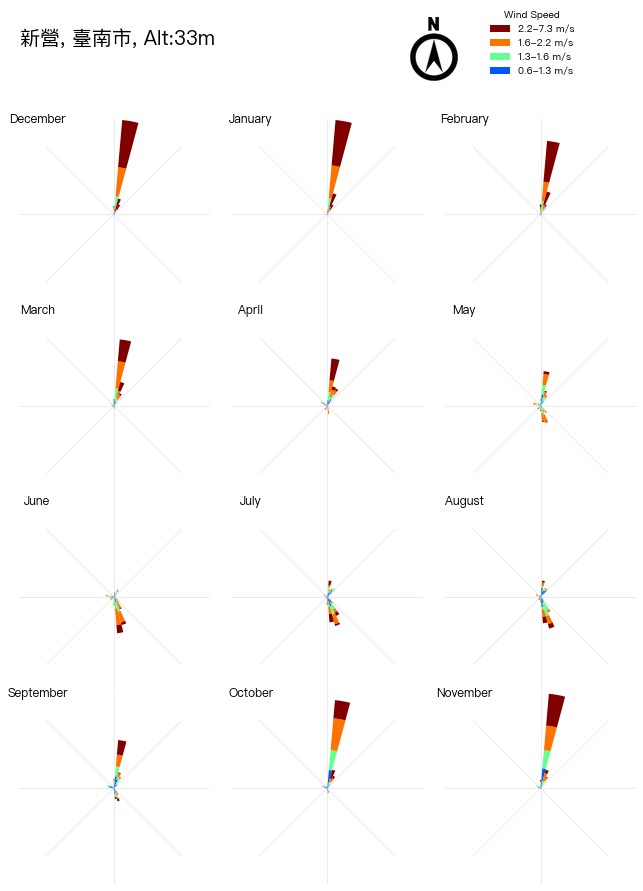 新營, 臺南市, Alt:33m
N
Wind Speed
2.2–7.3 m/s
1.6–2.2 m/s
1.3–1.6 m/s
0.6–1.3 m/s
December
January
February
March
April
May
June
July
August
September
October
November